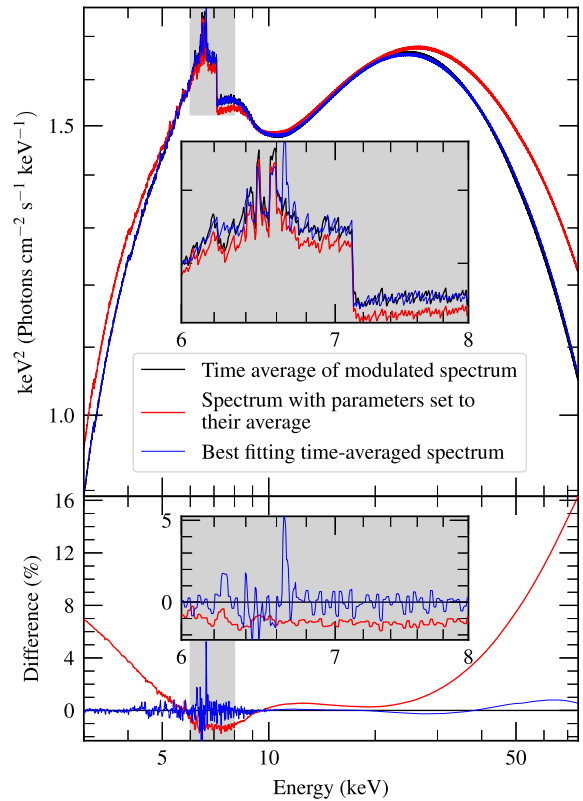 keV² (Photons cm⁻² s⁻¹ keV⁻¹)
1.5
1.0
6
7
8
Time average of modulated spectrum
Spectrum with parameters set to
their average
Best fitting time-averaged spectrum
Difference (%)
16
12
8
4
0
5
0
6
7
8
5
10
50
Energy (keV)